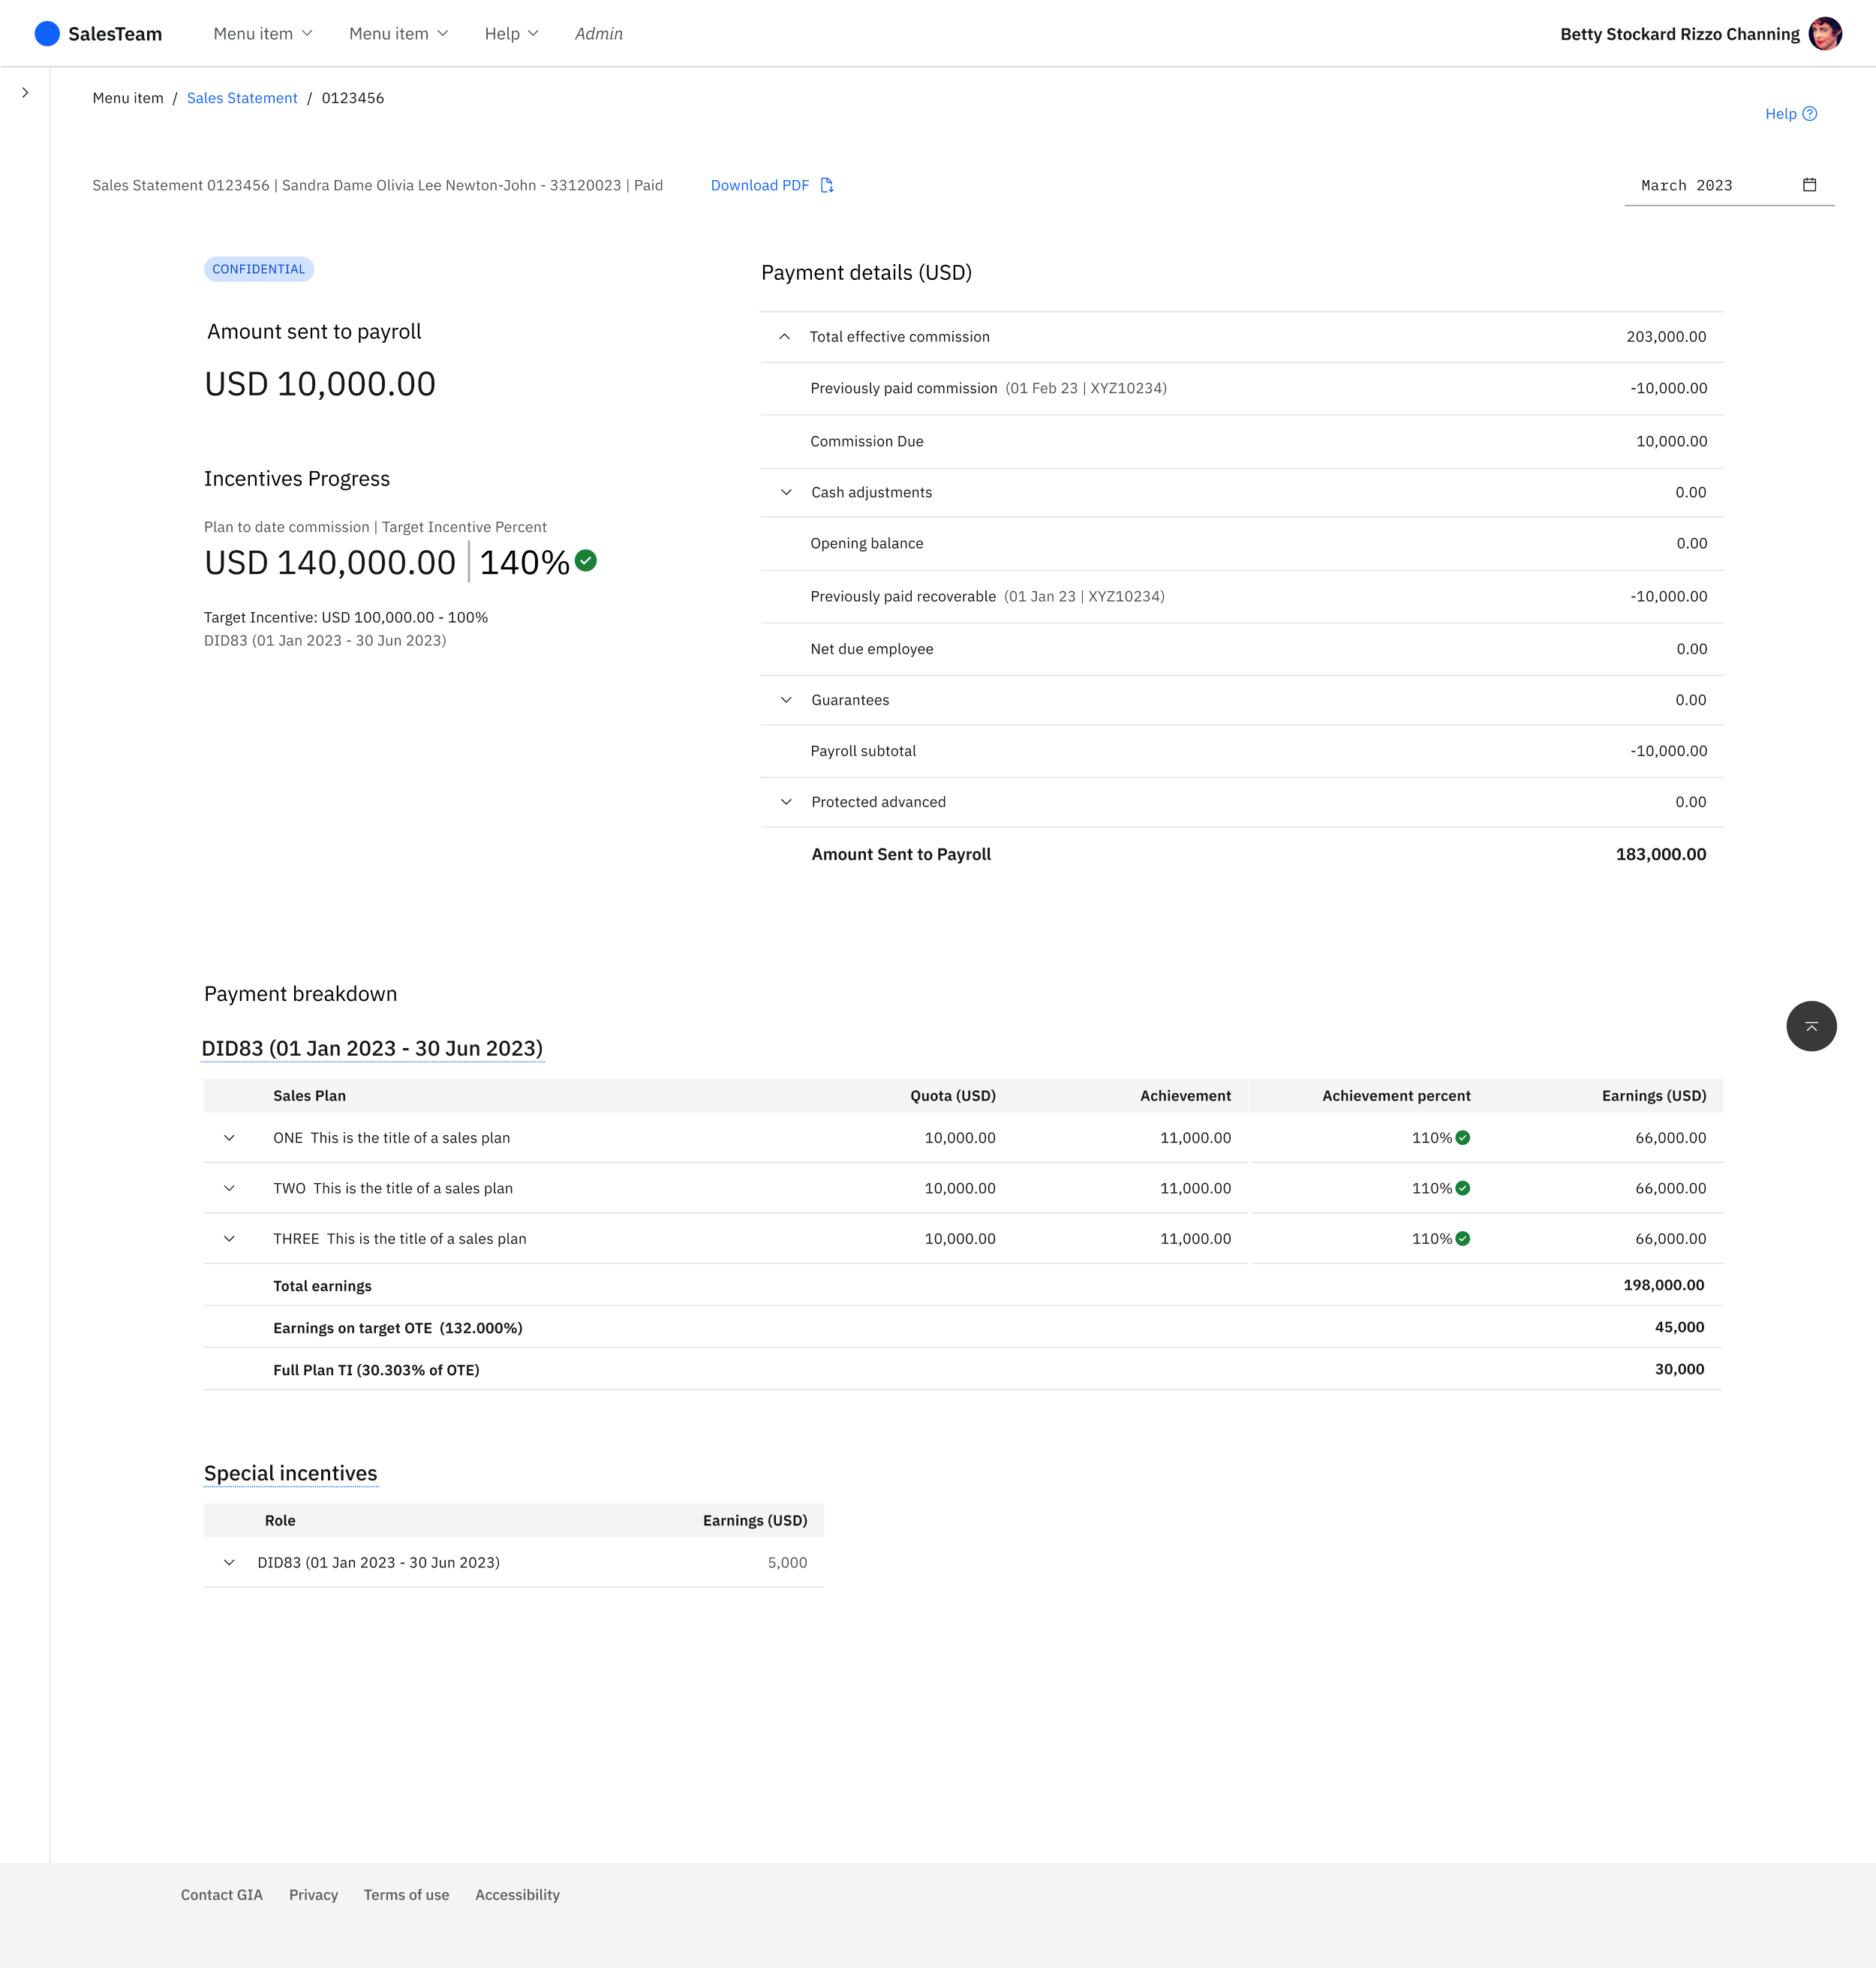 SalesTeam Menu item Menu item Help Admin Betty Stockard Rizzo Channing
Menu item / Sales Statement / 0123456
Help
Sales Statement 0123456 | Sandra Dame Olivia Lee Newton-John - 33120023 | Paid Download PDF March 2023
CONFIDENTIAL
Amount sent to payroll
USD 10,000.00
Incentives Progress
Plan to date commission | Target Incentive Percent
USD 140,000.00 | 140%
Target Incentive: USD 100,000.00 - 100%
DID83 (01 Jan 2023 - 30 Jun 2023)
Payment details (USD)
Total effective commission 203,000.00
Previously paid commission (01 Feb 23 | XYZ10234) -10,000.00
Commission Due 10,000.00
Cash adjustments 0.00
Opening balance 0.00
Previously paid recoverable (01 Jan 23 | XYZ10234) -10,000.00
Net due employee 0.00
Guarantees 0.00
Payroll subtotal -10,000.00
Protected advanced 0.00
Amount Sent to Payroll 183,000.00
Payment breakdown
DID83 (01 Jan 2023 - 30 Jun 2023)
Sales Plan Quota (USD) Achievement Achievement percent Earnings (USD)
ONE This is the title of a sales plan 10,000.00 11,000.00 110% 66,000.00
TWO This is the title of a sales plan 10,000.00 11,000.00 110% 66,000.00
THREE This is the title of a sales plan 10,000.00 11,000.00 110% 66,000.00
Total earnings 198,000.00
Earnings on target OTE (132.000%) 45,000
Full Plan TI (30.303% of OTE) 30,000
Special incentives
Role Earnings (USD)
DID83 (01 Jan 2023 - 30 Jun 2023) 5,000
Contact GIA Privacy Terms of use Accessibility